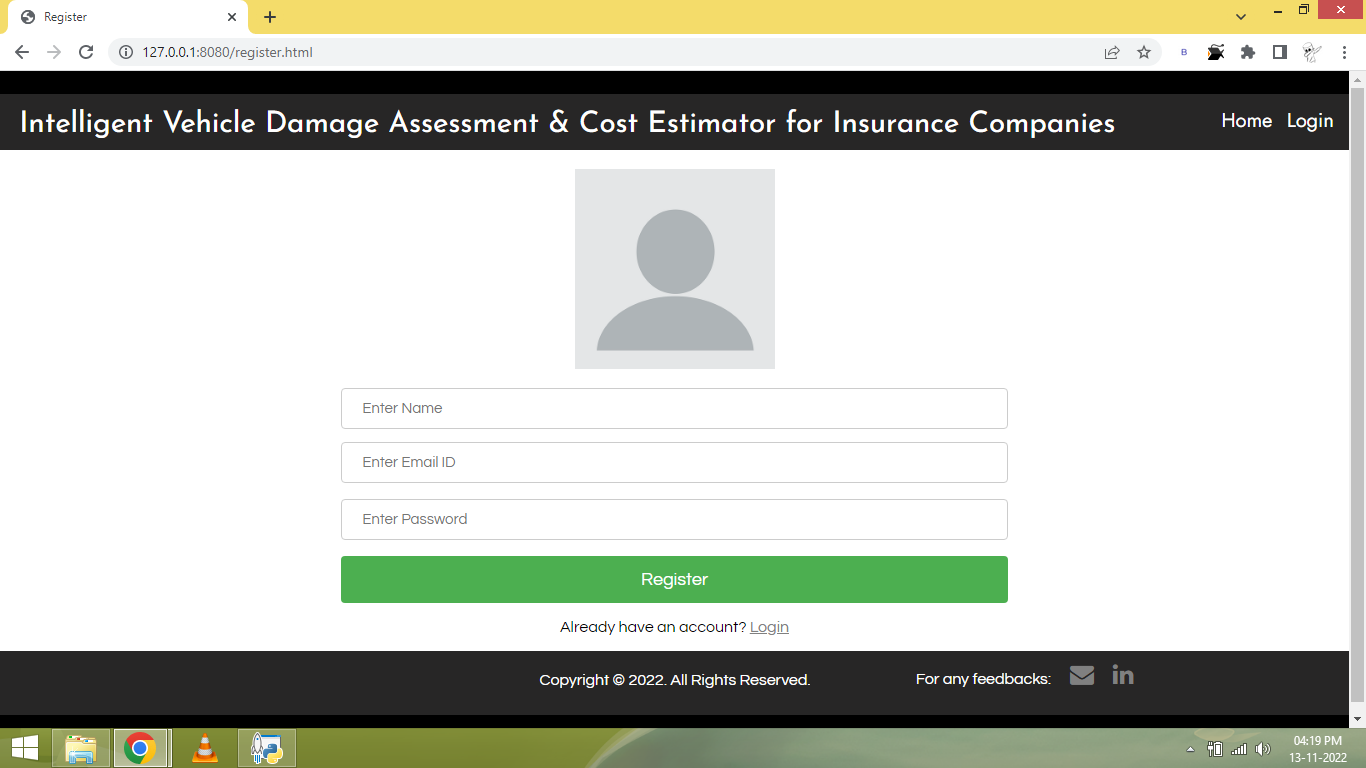 Register
127.0.0.1:8080/register.html
B
Intelligent Vehicle Damage Assessment & Cost Estimator for Insurance Companies
Home Login
Enter Name
Enter Email ID
Enter Password
Register
Already have an account? Login
Copyright © 2022. All Rights Reserved.
For any feedbacks:
in
04:19 PM
13-11-2022